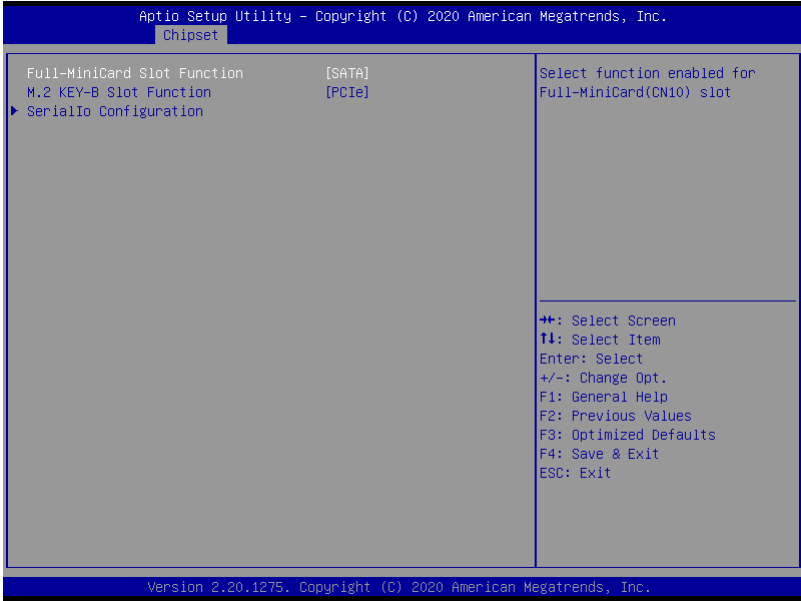 Aptio Setup Utility – Copyright (C) 2020 American Megatrends, Inc.
Chipset
Full-MiniCard Slot Function [SATA]
M.2 KEY-B Slot Function [PCIe]
SerialIo Configuration
Select function enabled for
Full-MiniCard(CN10) slot
→←: Select Screen
↑↓: Select Item
Enter: Select
+/-: Change Opt.
F1: General Help
F2: Previous Values
F3: Optimized Defaults
F4: Save & Exit
ESC: Exit
Version 2.20.1275. Copyright (C) 2020 American Megatrends, Inc.